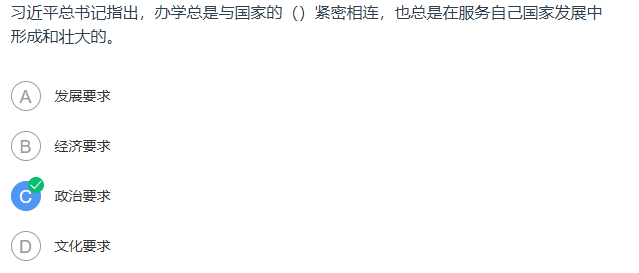 习近平总书记指出，办学总是与国家的（）紧密相连，也总是在服务自己国家发展中
形成和壮大的。
A 发展要求
B 经济要求
C 政治要求
D 文化要求